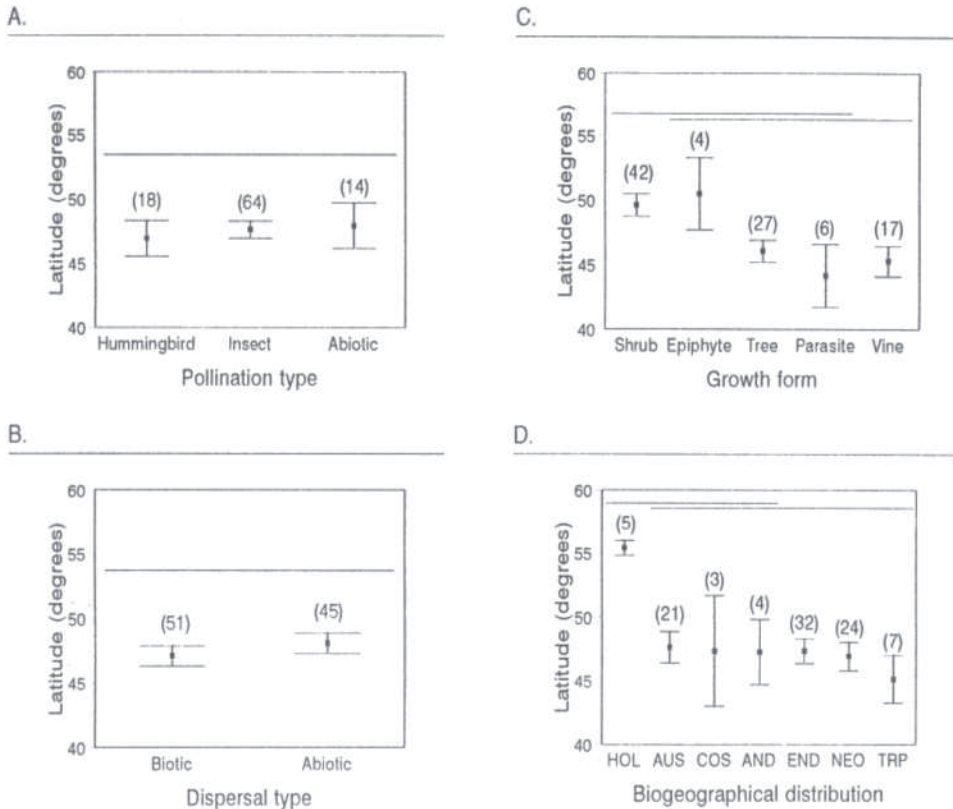 A.
60
55
50
45
40
Latitude (degrees)
(18)
(64)
(14)
Hummingbird Insect Abiotic
Pollination type
C.
60
55
50
45
40
Latitude (degrees)
(42)
(4)
(27)
(6)
(17)
Shrub Epiphyte Tree Parasite Vine
Growth form
B.
60
55
50
45
40
Latitude (degrees)
(51)
(45)
Biotic Abiotic
Dispersal type
D.
60
55
50
45
40
Latitude (degrees)
(5)
(21)
(3)
(4)
(32)
(24)
(7)
HOL AUS COS AND END NEO TRP
Biogeographical distribution